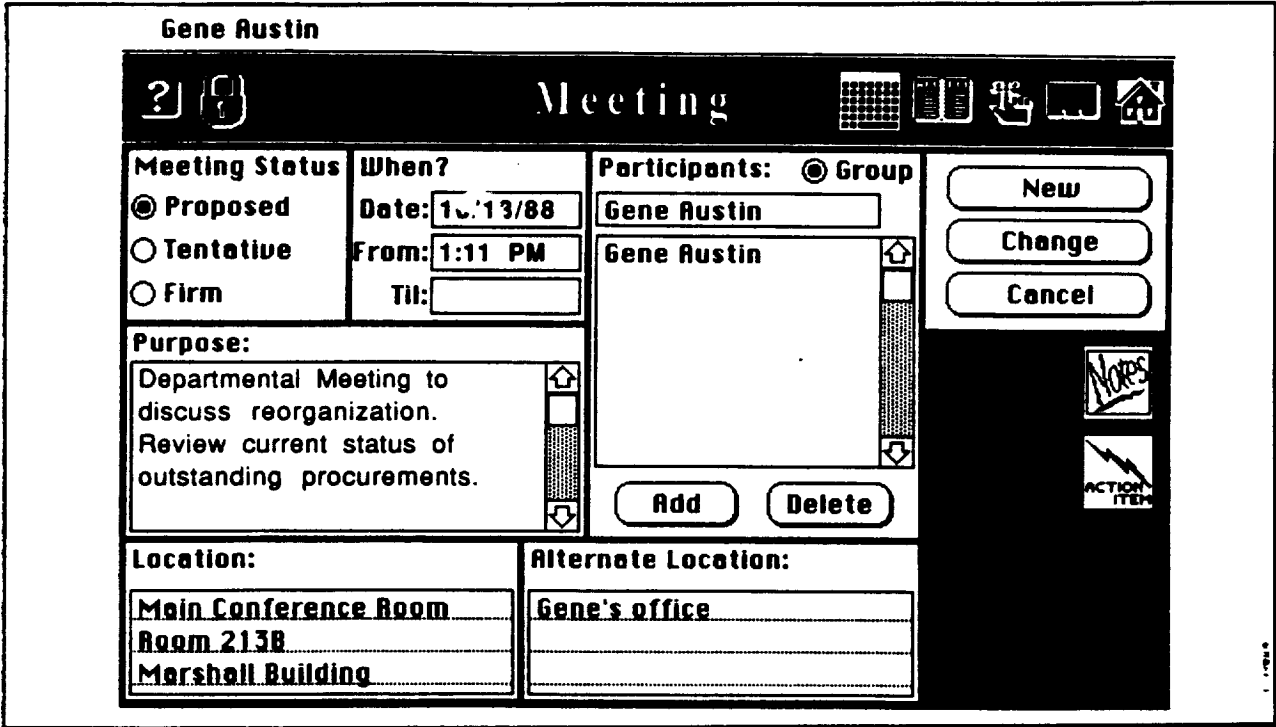 Gene Austin
?
Meeting
Meeting Status
Proposed
Tentative
Firm
When?
Date:
From: 1:11 PM
Til:
Participants: Group
Gene Austin
Gene Austin
Add
Delete
New
Change
Cancel
Purpose:
Departmental Meeting to
discuss reorganization.
Review current status of
outstanding procurements.
Notes
ACTION
ITEM
Location:
Main Conference Room
Room 213B
Marshall Building
Alternate Location:
Gene's office